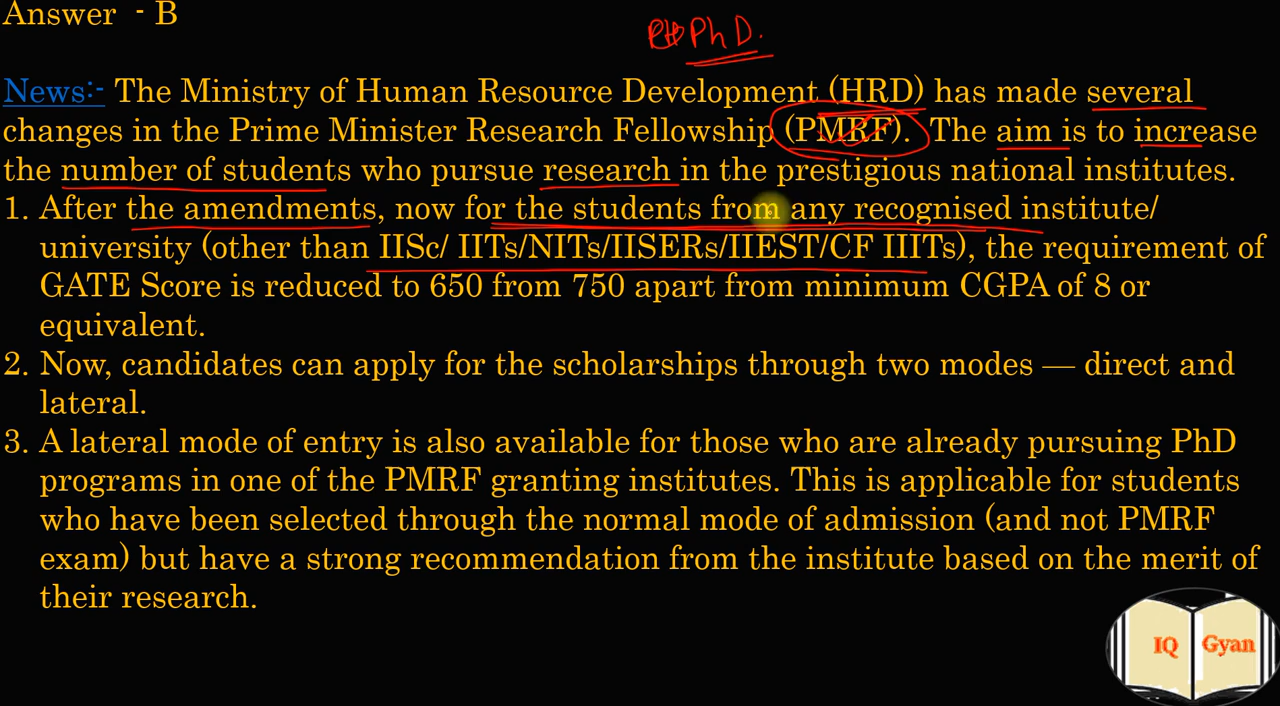 Answer - B
PhD.
News:- The Ministry of Human Resource Development (HRD) has made several
changes in the Prime Minister Research Fellowship (PMRF). The aim is to increase
the number of students who pursue research in the prestigious national institutes.
1. After the amendments, now for the students from any recognised institute/
university (other than IISc/ IITs/NITs/IISERs/IIEST/CF IIITs), the requirement of
GATE Score is reduced to 650 from 750 apart from minimum CGPA of 8 or
equivalent.
2. Now, candidates can apply for the scholarships through two modes — direct and
lateral.
3. A lateral mode of entry is also available for those who are already pursuing PhD
programs in one of the PMRF granting institutes. This is applicable for students
who have been selected through the normal mode of admission (and not PMRF
exam) but have a strong recommendation from the institute based on the merit of
their research.
IQ Gyan